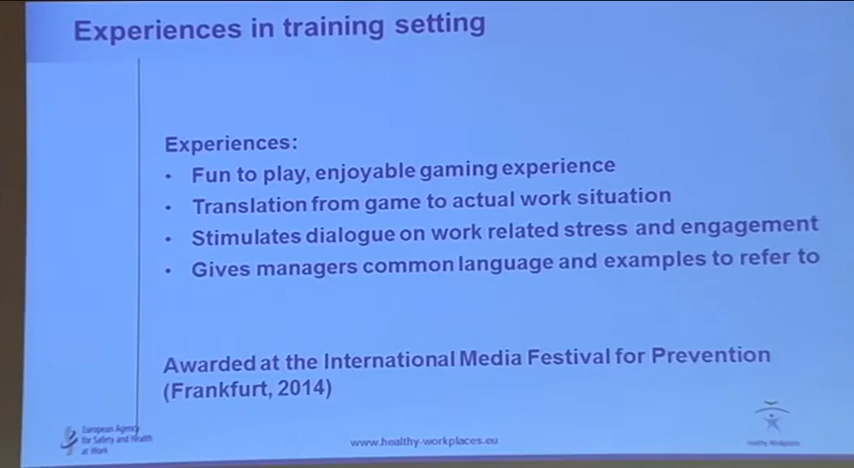 Experiences in training setting
Experiences:
• Fun to play, enjoyable gaming experience
• Translation from game to actual work situation
• Stimulates dialogue on work related stress and engagement
• Gives managers common language and examples to refer to
Awarded at the International Media Festival for Prevention
(Frankfurt, 2014)
European Agency
for Safety and Health
at Work
www.healthy-workplaces.eu
Healthy Workplaces